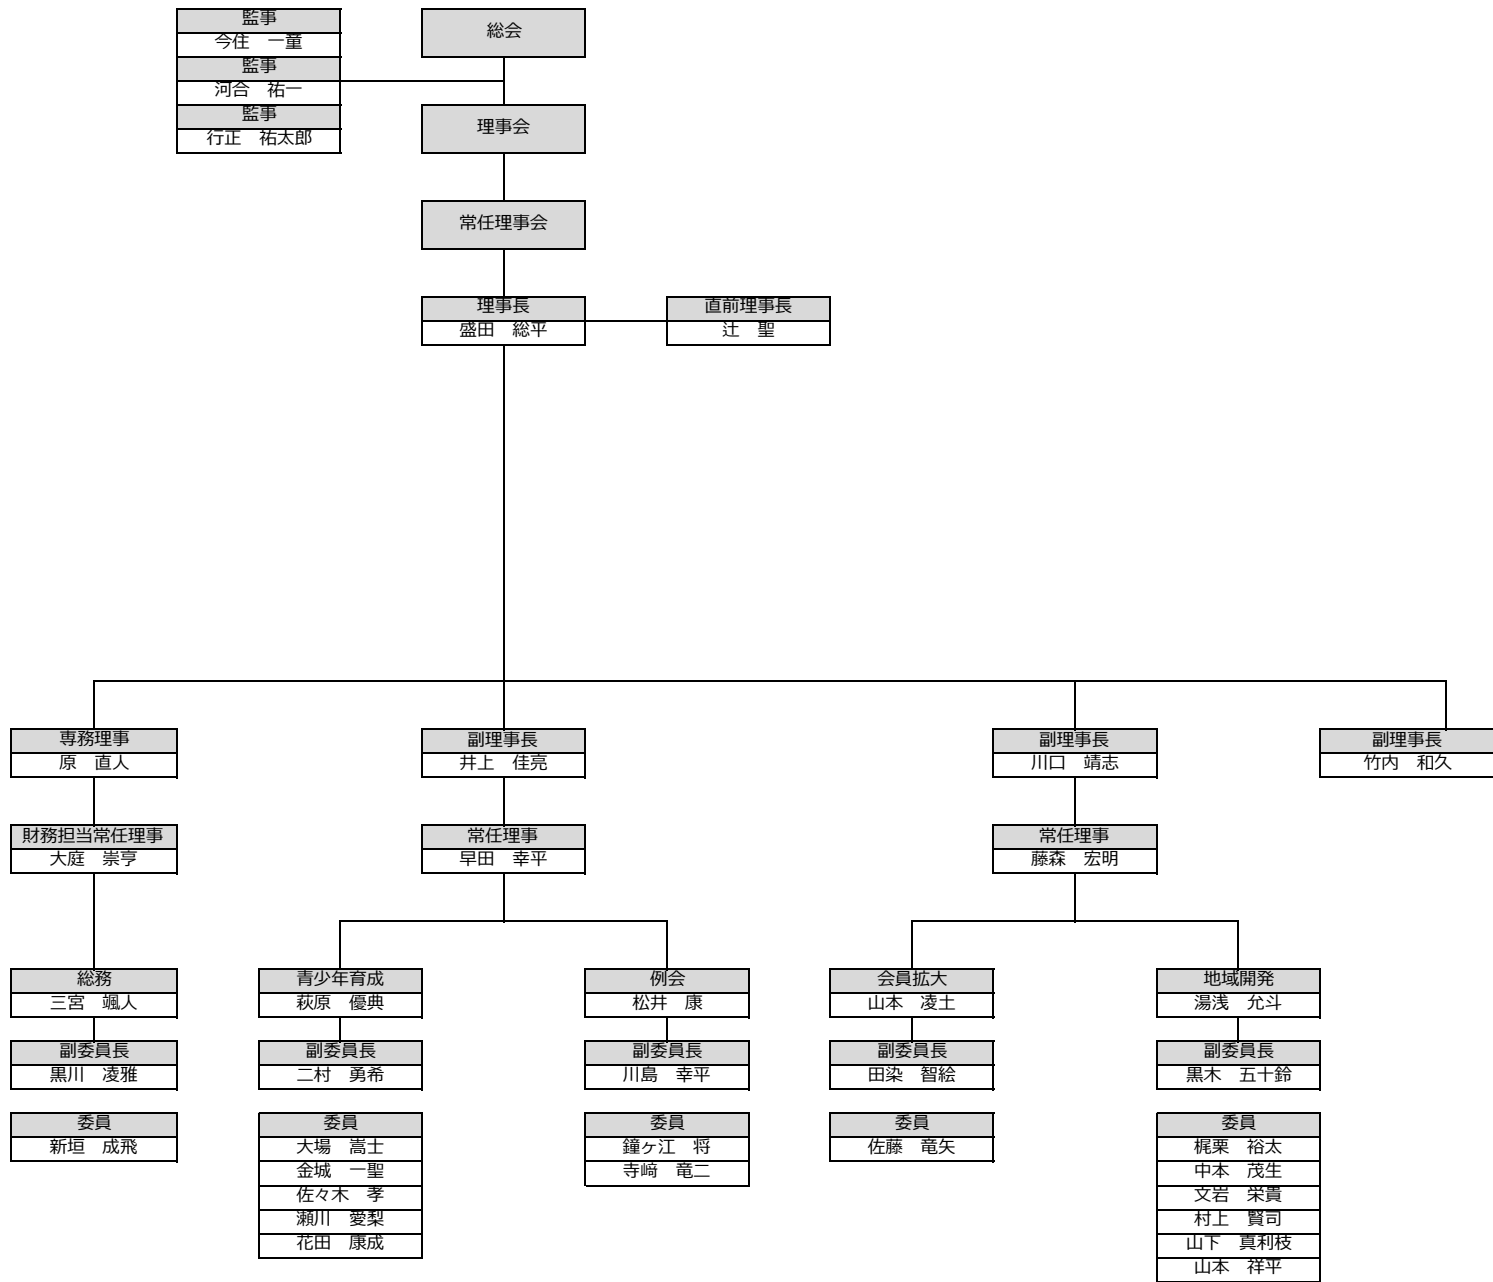 監事
今住　一童
監事
河合　祐一
監事
行正　祐太郎
総会
理事会
常任理事会
理事長
盛田　総平
直前理事長
辻　聖
専務理事
原　直人
財務担当常任理事
大庭　崇亨
総務
三宮　颯人
副委員長
黒川　凌雅
委員
新垣　成飛
副理事長
井上　佳亮
常任理事
早田　幸平
青少年育成
萩原　優典
副委員長
二村　勇希
委員
大場　嵩士
金城　一聖
佐々木　孝
瀬川　愛梨
花田　康成
例会
松井　康
副委員長
川島　幸平
委員
鐘ヶ江　将
寺﨑　竜二
副理事長
川口　靖志
常任理事
藤森　宏明
会員拡大
山本　凌士
副委員長
田染　智絵
委員
佐藤　竜矢
地域開発
湯浅　允斗
副委員長
黒木　五十鈴
委員
梶栗　裕太
中本　茂生
文岩　栄貴
村上　賢司
山下　真利枝
山本　祥平
副理事長
竹内　和久